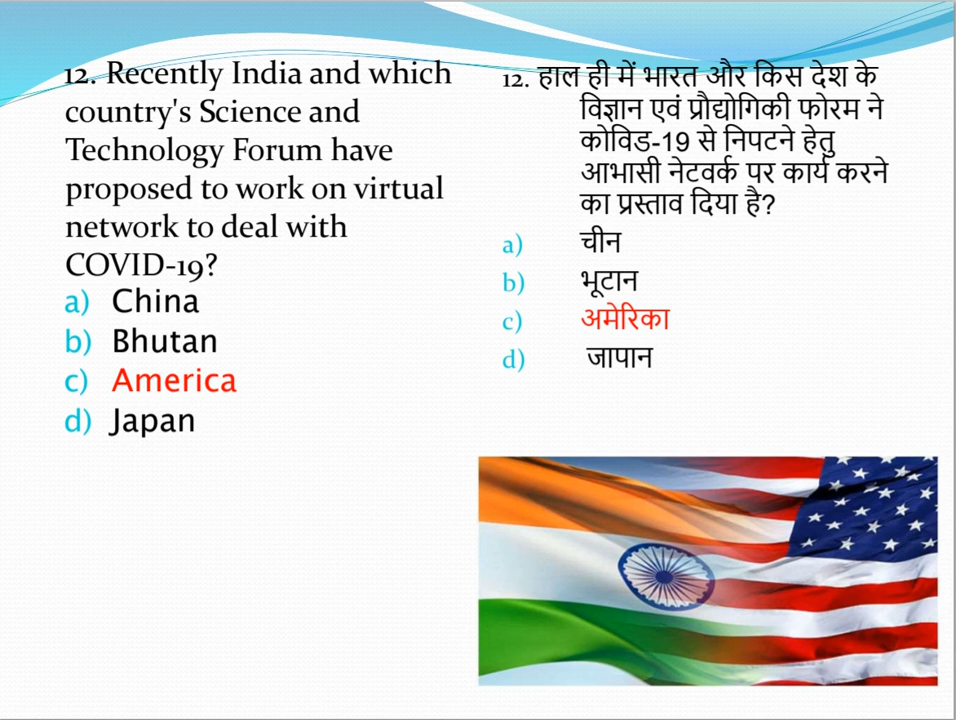 12. Recently India and which
country's Science and
Technology Forum have
proposed to work on virtual
network to deal with
COVID-19?
a) China
b) Bhutan
c) America
d) Japan
12. हाल ही में भारत और किस देश के
विज्ञान एवं प्रौद्योगिकी फोरम ने
कोविड-19 से निपटने हेतु
आभासी नेटवर्क पर कार्य करने
का प्रस्ताव दिया है?
a) चीन
b) भूटान
c) अमेरिका
d) जापान